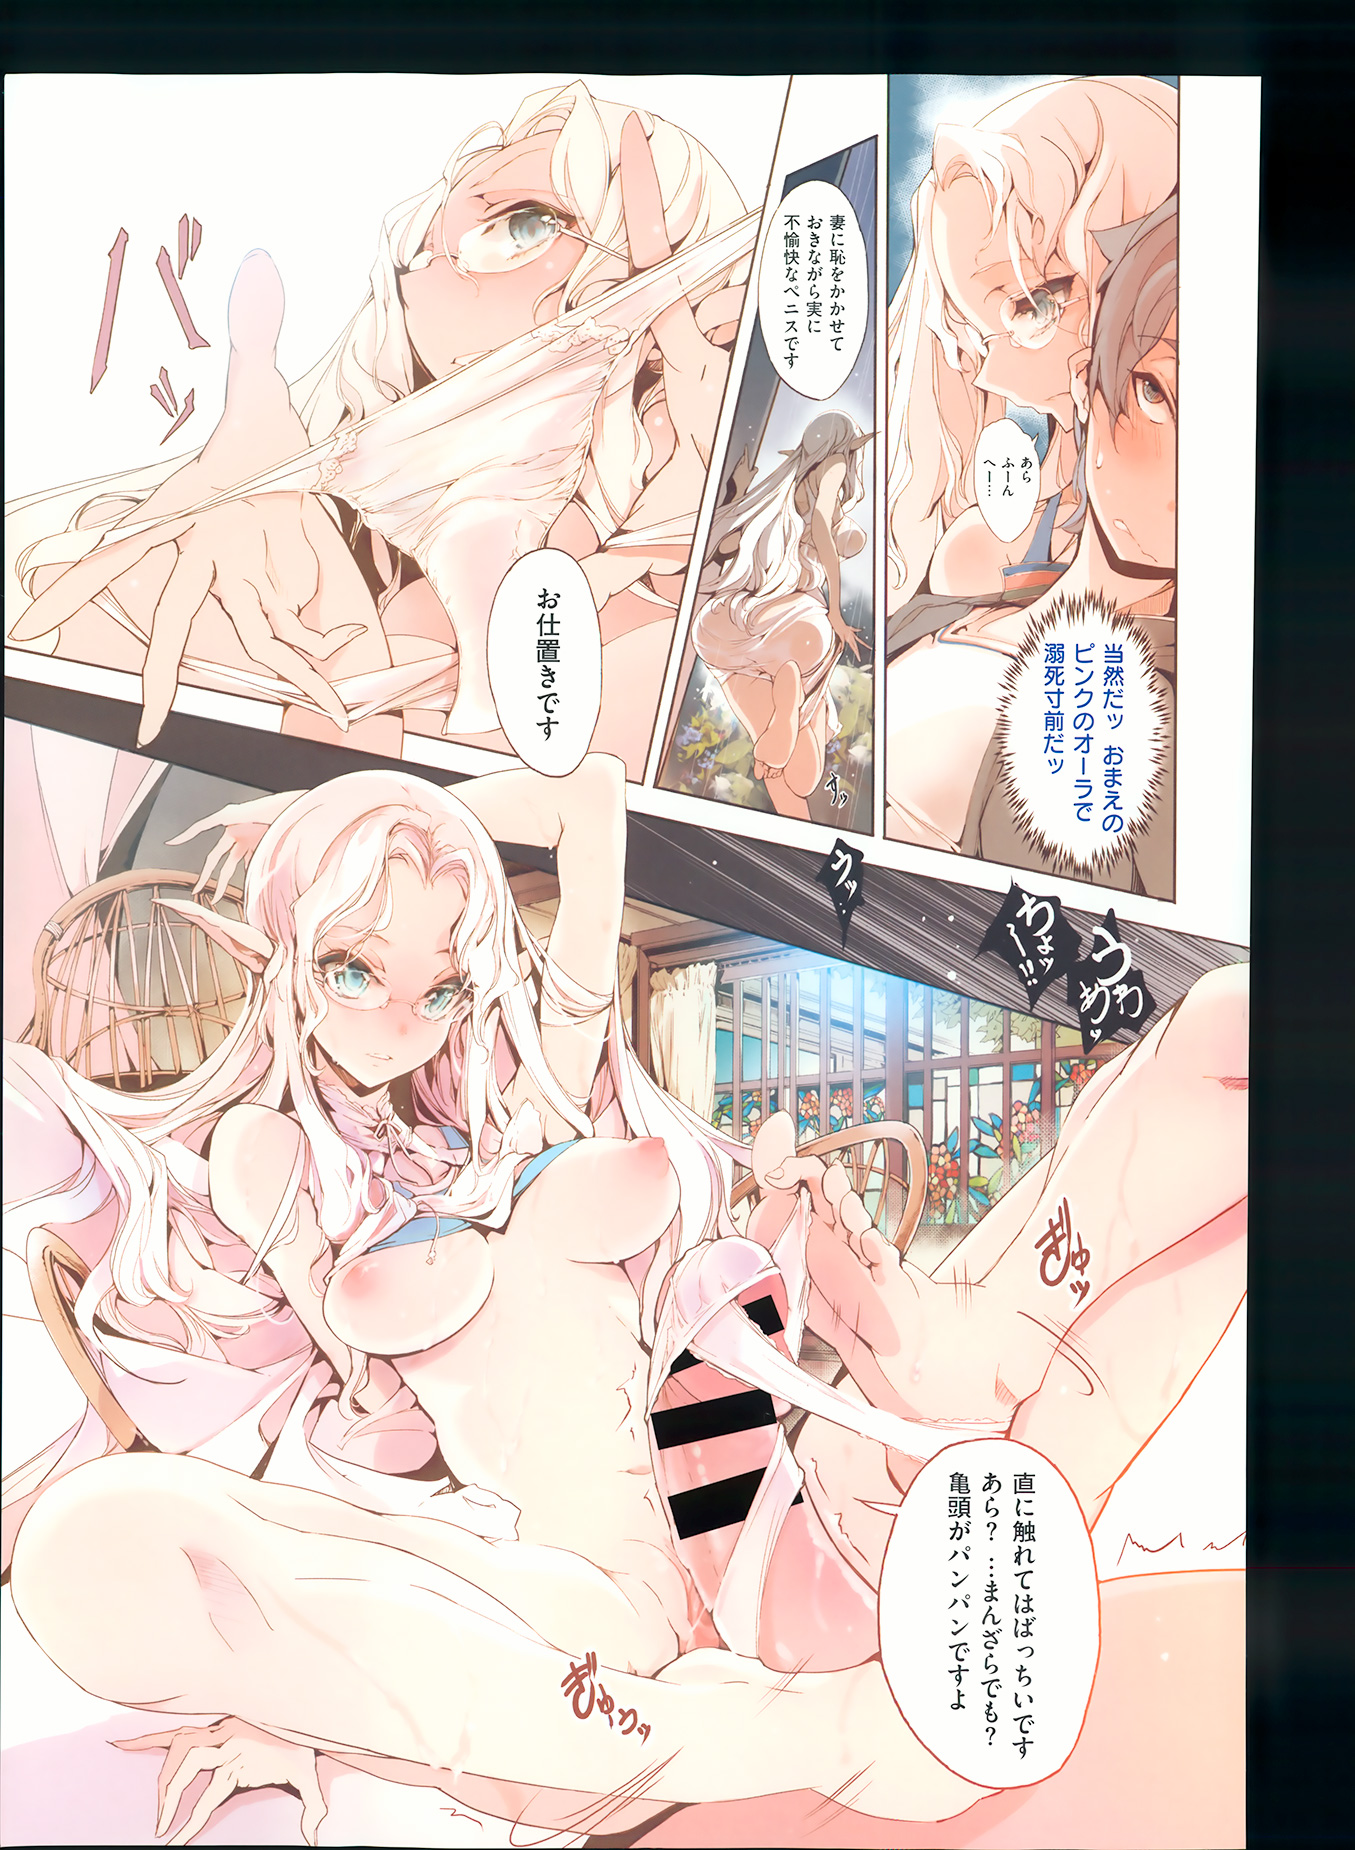 あら
ふーん
へー…
当然だッ おまえの
ピンクのオーラで
溺死寸前だッ
妻に恥をかかせて
おきながら実に
不愉快なペニスです
すッ
バッ
お仕置きです
うわ
あッ
ちょッ
ー!!
ウッ
ぎゅッ
直に触れてはばっちいです
あら? …まんざらでも?
亀頭がパンパンですよ
ぎゅうッ